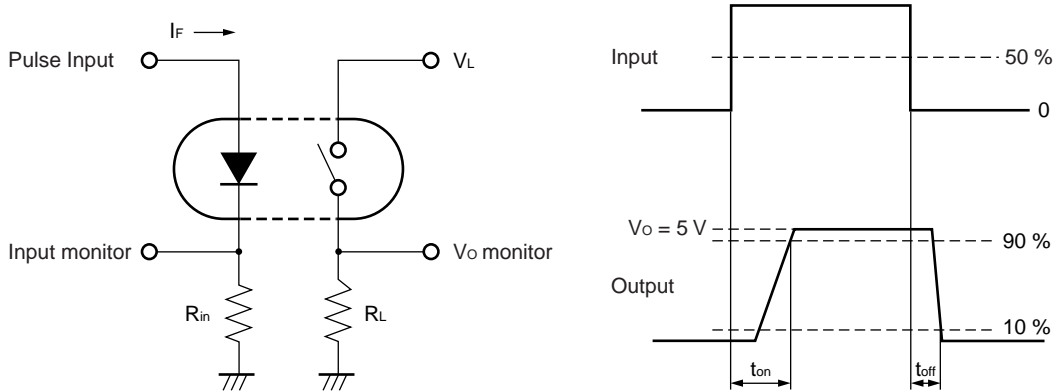 IF
Pulse Input
VL
Input monitor
VO monitor
Rin
RL
Input
50 %
0
VO = 5 V
90 %
Output
10 %
ton
toff